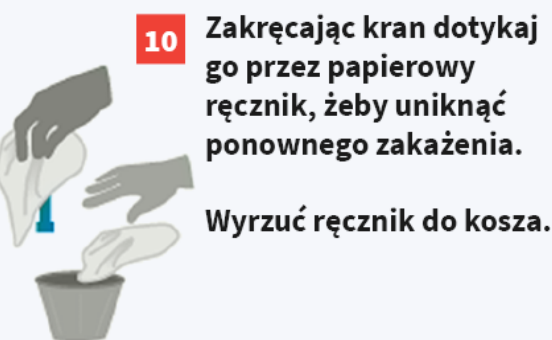 10
Zakręcając kran dotykaj
go przez papierowy
ręcznik, żeby uniknąć
ponownego zakażenia.
Wyrzuć ręcznik do kosza.